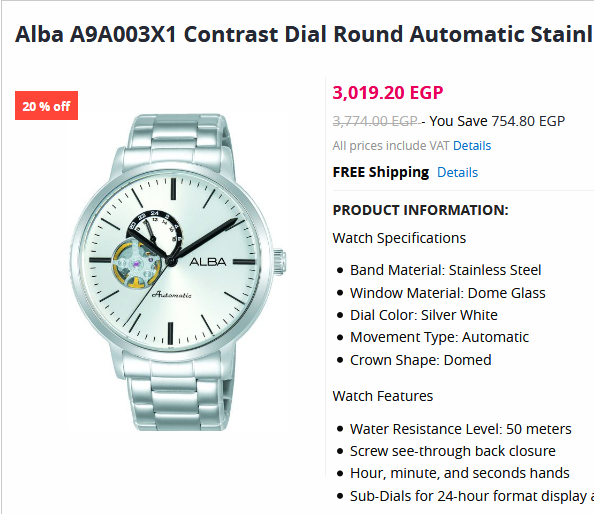 Alba A9A003X1 Contrast Dial Round Automatic Stainl
20 % off
3,019.20 EGP
3,774.00 EGP - You Save 754.80 EGP
All prices include VAT Details
FREE Shipping Details
PRODUCT INFORMATION:
Watch Specifications
Band Material: Stainless Steel
Window Material: Dome Glass
Dial Color: Silver White
Movement Type: Automatic
Crown Shape: Domed
Watch Features
Water Resistance Level: 50 meters
Screw see-through back closure
Hour, minute, and seconds hands
Sub-Dials for 24-hour format display a
ALBA
Automatic